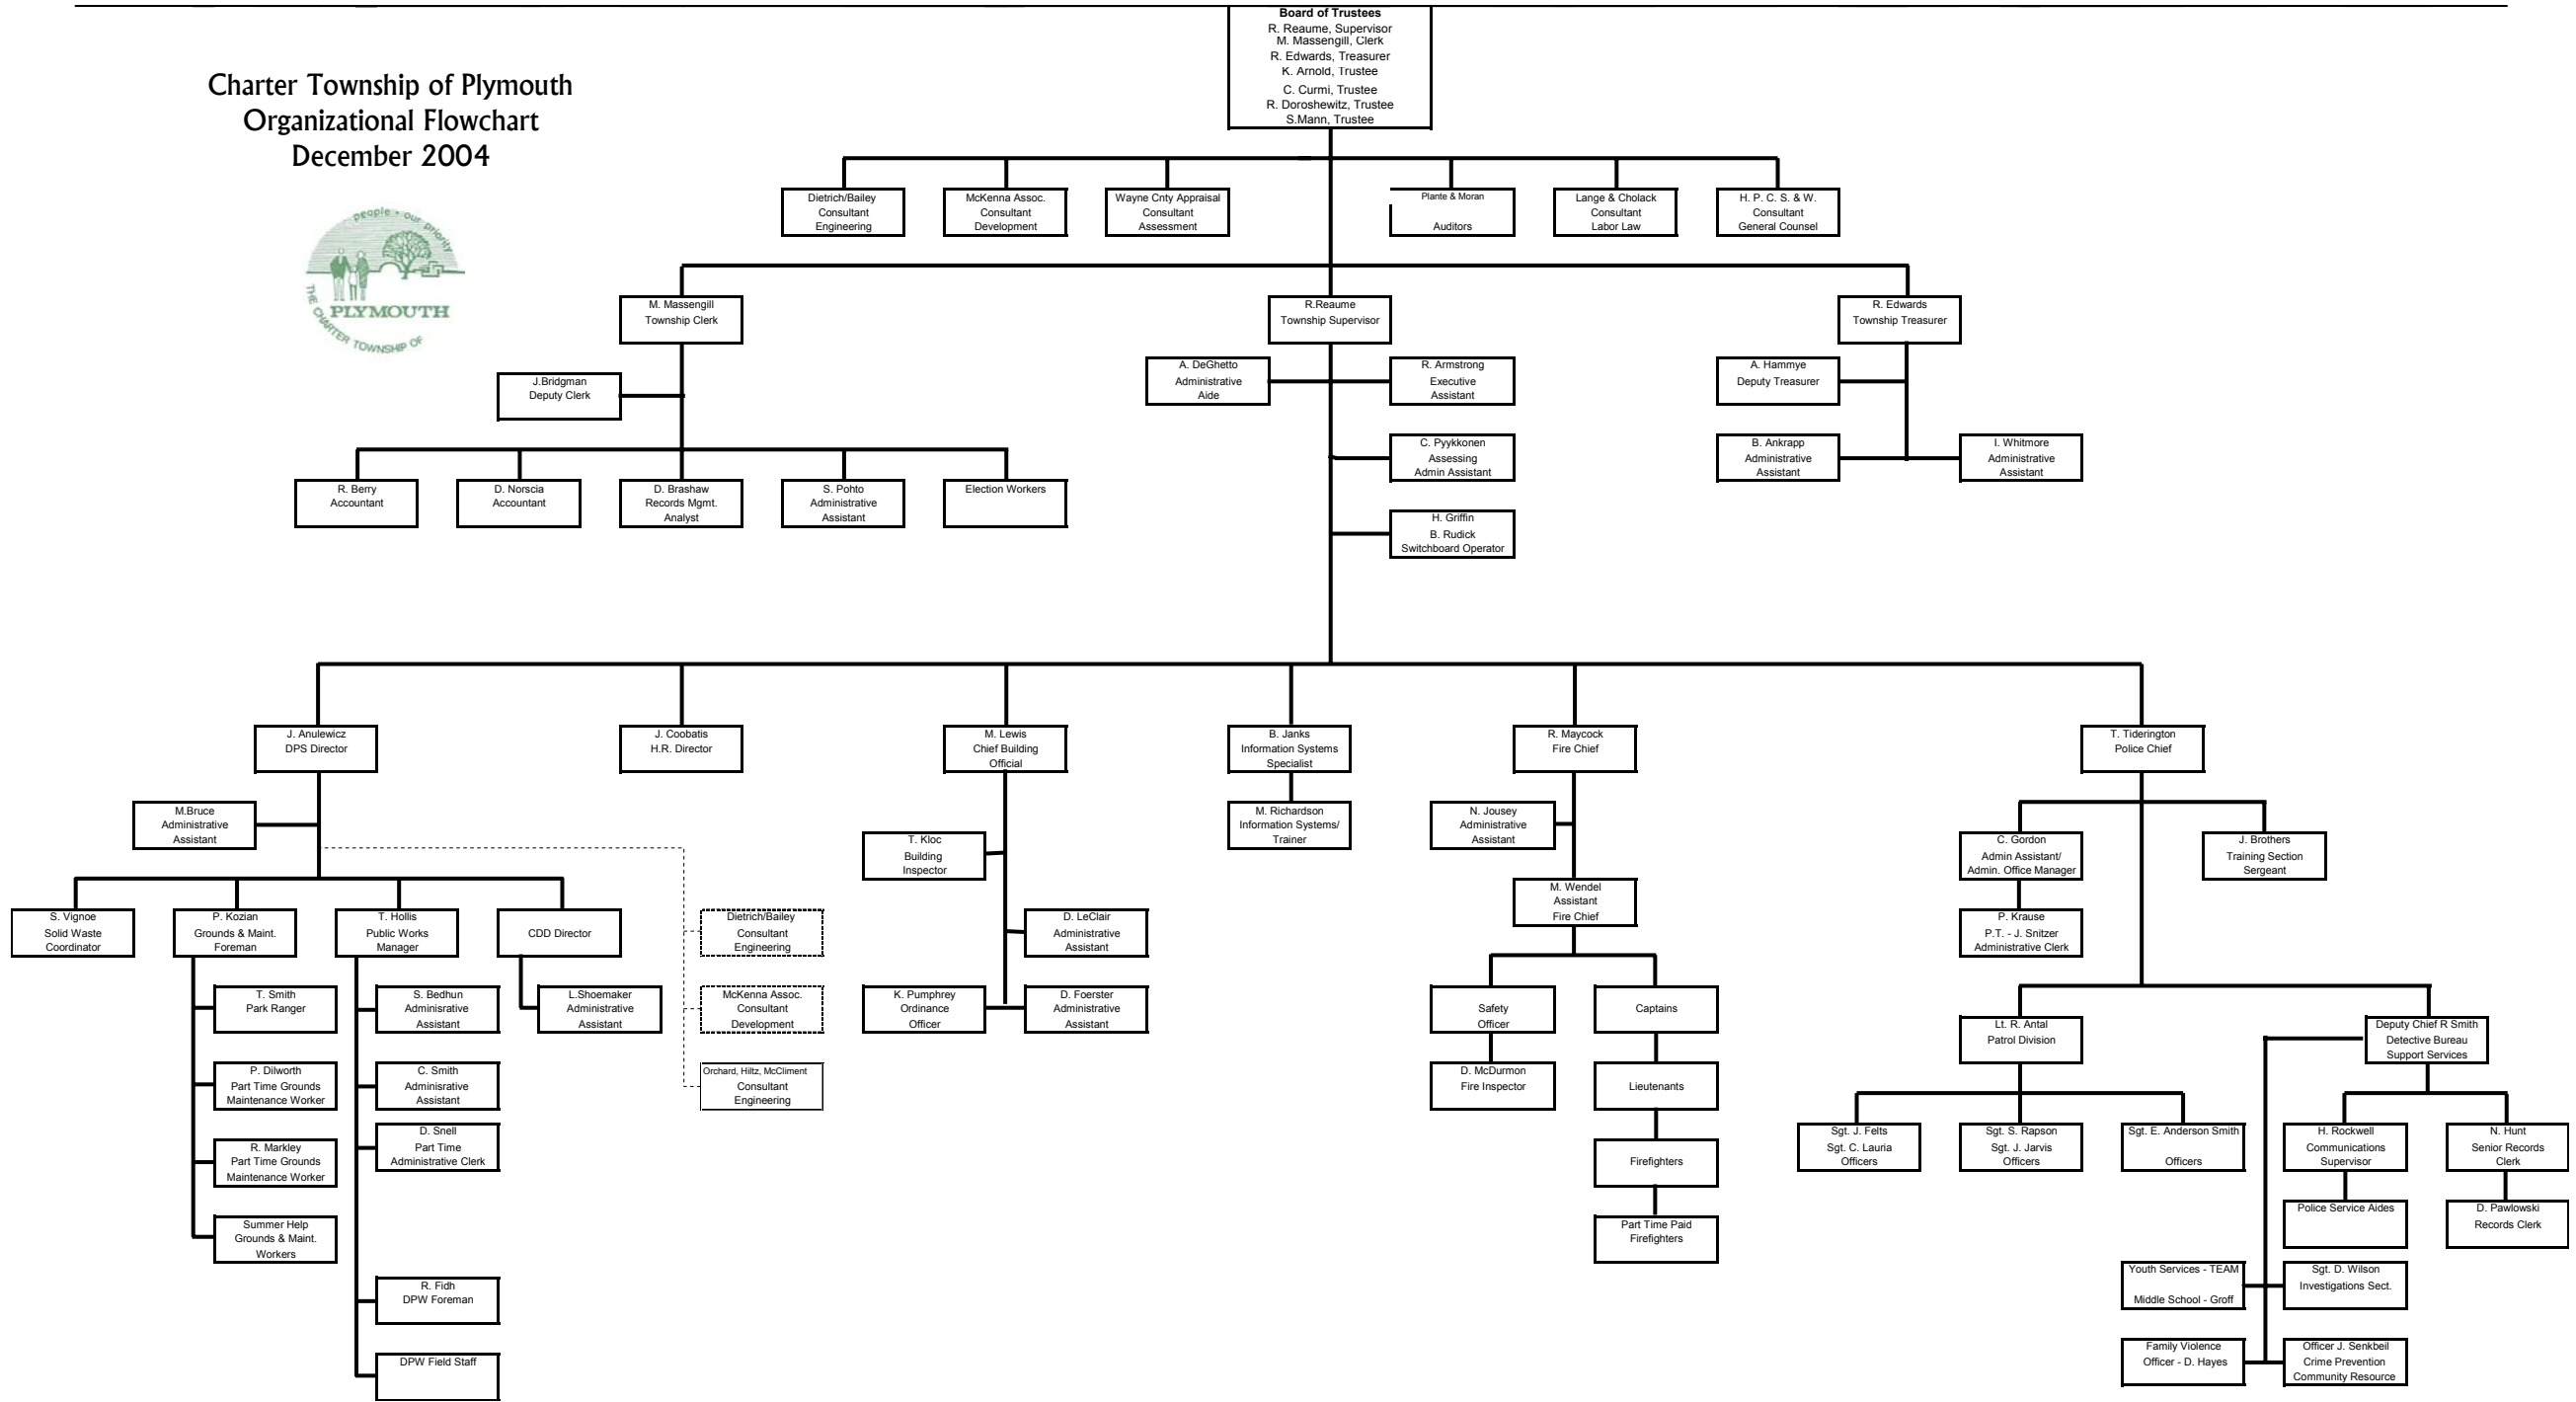 Board of Trustees
R. Reaume, Supervisor
M. Massengill, Clerk
R. Edwards, Treasurer
K. Arnold, Trustee
C. Curmi, Trustee
R. Doroshewitz, Trustee
S.Mann, Trustee
Charter Township of Plymouth
Organizational Flowchart
December 2004
people • our priority
PLYMOUTH
THE CHARTER TOWNSHIP OF
Dietrich/Bailey
Consultant
Engineering
McKenna Assoc.
Consultant
Development
Wayne Cnty Appraisal
Consultant
Assessment
Plante & Moran
Auditors
Lange & Cholack
Consultant
Labor Law
H. P. C. S. & W.
Consultant
General Counsel
M. Massengill
Township Clerk
R.Reaume
Township Supervisor
R. Edwards
Township Treasurer
J.Bridgman
Deputy Clerk
A. DeGhetto
Administrative
Aide
R. Armstrong
Executive
Assistant
A. Hammye
Deputy Treasurer
C. Pyykkonen
Assessing
Admin Assistant
B. Ankrapp
Administrative
Assistant
I. Whitmore
Administrative
Assistant
R. Berry
Accountant
D. Norscia
Accountant
D. Brashaw
Records Mgmt.
Analyst
S. Pohto
Administrative
Assistant
Election Workers
H. Griffin
B. Rudick
Switchboard Operator
J. Anulewicz
DPS Director
J. Coobatis
H.R. Director
M. Lewis
Chief Building
Official
B. Janks
Information Systems
Specialist
R. Maycock
Fire Chief
T. Tiderington
Police Chief
M.Bruce
Administrative
Assistant
T. Kloc
Building
Inspector
M. Richardson
Information Systems/
Trainer
N. Jousey
Administrative
Assistant
C. Gordon
Admin Assistant/
Admin. Office Manager
J. Brothers
Training Section
Sergeant
M. Wendel
Assistant
Fire Chief
S. Vignoe
Solid Waste
Coordinator
P. Kozian
Grounds & Maint.
Foreman
T. Hollis
Public Works
Manager
CDD Director
Dietrich/Bailey
Consultant
Engineering
D. LeClair
Administrative
Assistant
P. Krause
P.T. - J. Snitzer
Administrative Clerk
T. Smith
Park Ranger
S. Bedhun
Adminisrative
Assistant
L.Shoemaker
Administrative
Assistant
McKenna Assoc.
Consultant
Development
K. Pumphrey
Ordinance
Officer
D. Foerster
Administrative
Assistant
Safety
Officer
Captains
Lt. R. Antal
Patrol Division
Deputy Chief R Smith
Detective Bureau
Support Services
P. Dilworth
Part Time Grounds
Maintenance Worker
C. Smith
Adminisrative
Assistant
Orchard, Hiltz, McCliment
Consultant
Engineering
D. McDurmon
Fire Inspector
Lieutenants
R. Markley
Part Time Grounds
Maintenance Worker
D. Snell
Part Time
Administrative Clerk
Firefighters
Sgt. J. Felts
Sgt. C. Lauria
Officers
Sgt. S. Rapson
Sgt. J. Jarvis
Officers
Sgt. E. Anderson Smith
Officers
H. Rockwell
Communications
Supervisor
N. Hunt
Senior Records
Clerk
Summer Help
Grounds & Maint.
Workers
Part Time Paid
Firefighters
Police Service Aides
D. Pawlowski
Records Clerk
R. Fidh
DPW Foreman
Youth Services - TEAM
Middle School - Groff
Sgt. D. Wilson
Investigations Sect.
DPW Field Staff
Family Violence
Officer - D. Hayes
Officer J. Senkbeil
Crime Prevention
Community Resource